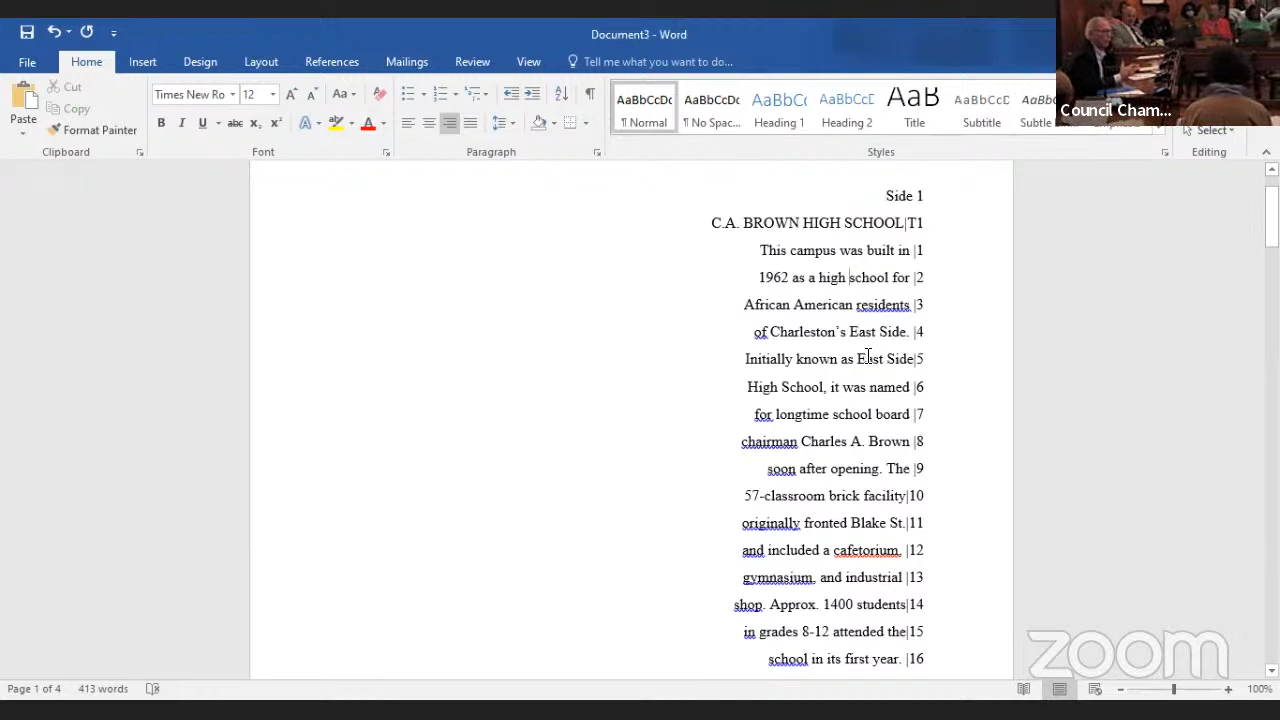 Document3 - Word
File Home Insert Design Layout References Mailings Review View Tell me what you want to do...
Council Cham...
Paste
Cut
Copy
Format Painter
Clipboard
Times New Ro 12
Font
Paragraph
AaBbCcDc AaBbCcDc AaBbCc AaBbCcD AaB AaBbCcD AaBbCcD
¶ Normal ¶ No Spac... Heading 1 Heading 2 Title Subtitle
Styles
Select
Editing
Side 1
C.A. BROWN HIGH SCHOOL|T1
This campus was built in |1
1962 as a high school for |2
African American residents |3
of Charleston’s East Side. |4
Initially known as East Side|5
High School, it was named |6
for longtime school board |7
chairman Charles A. Brown |8
soon after opening. The |9
57-classroom brick facility|10
originally fronted Blake St.|11
and included a cafetorium, |12
gymnasium, and industrial |13
shop. Approx. 1400 students|14
in grades 8-12 attended the|15
school in its first year. |16
zoom
Page 1 of 4 413 words
100%